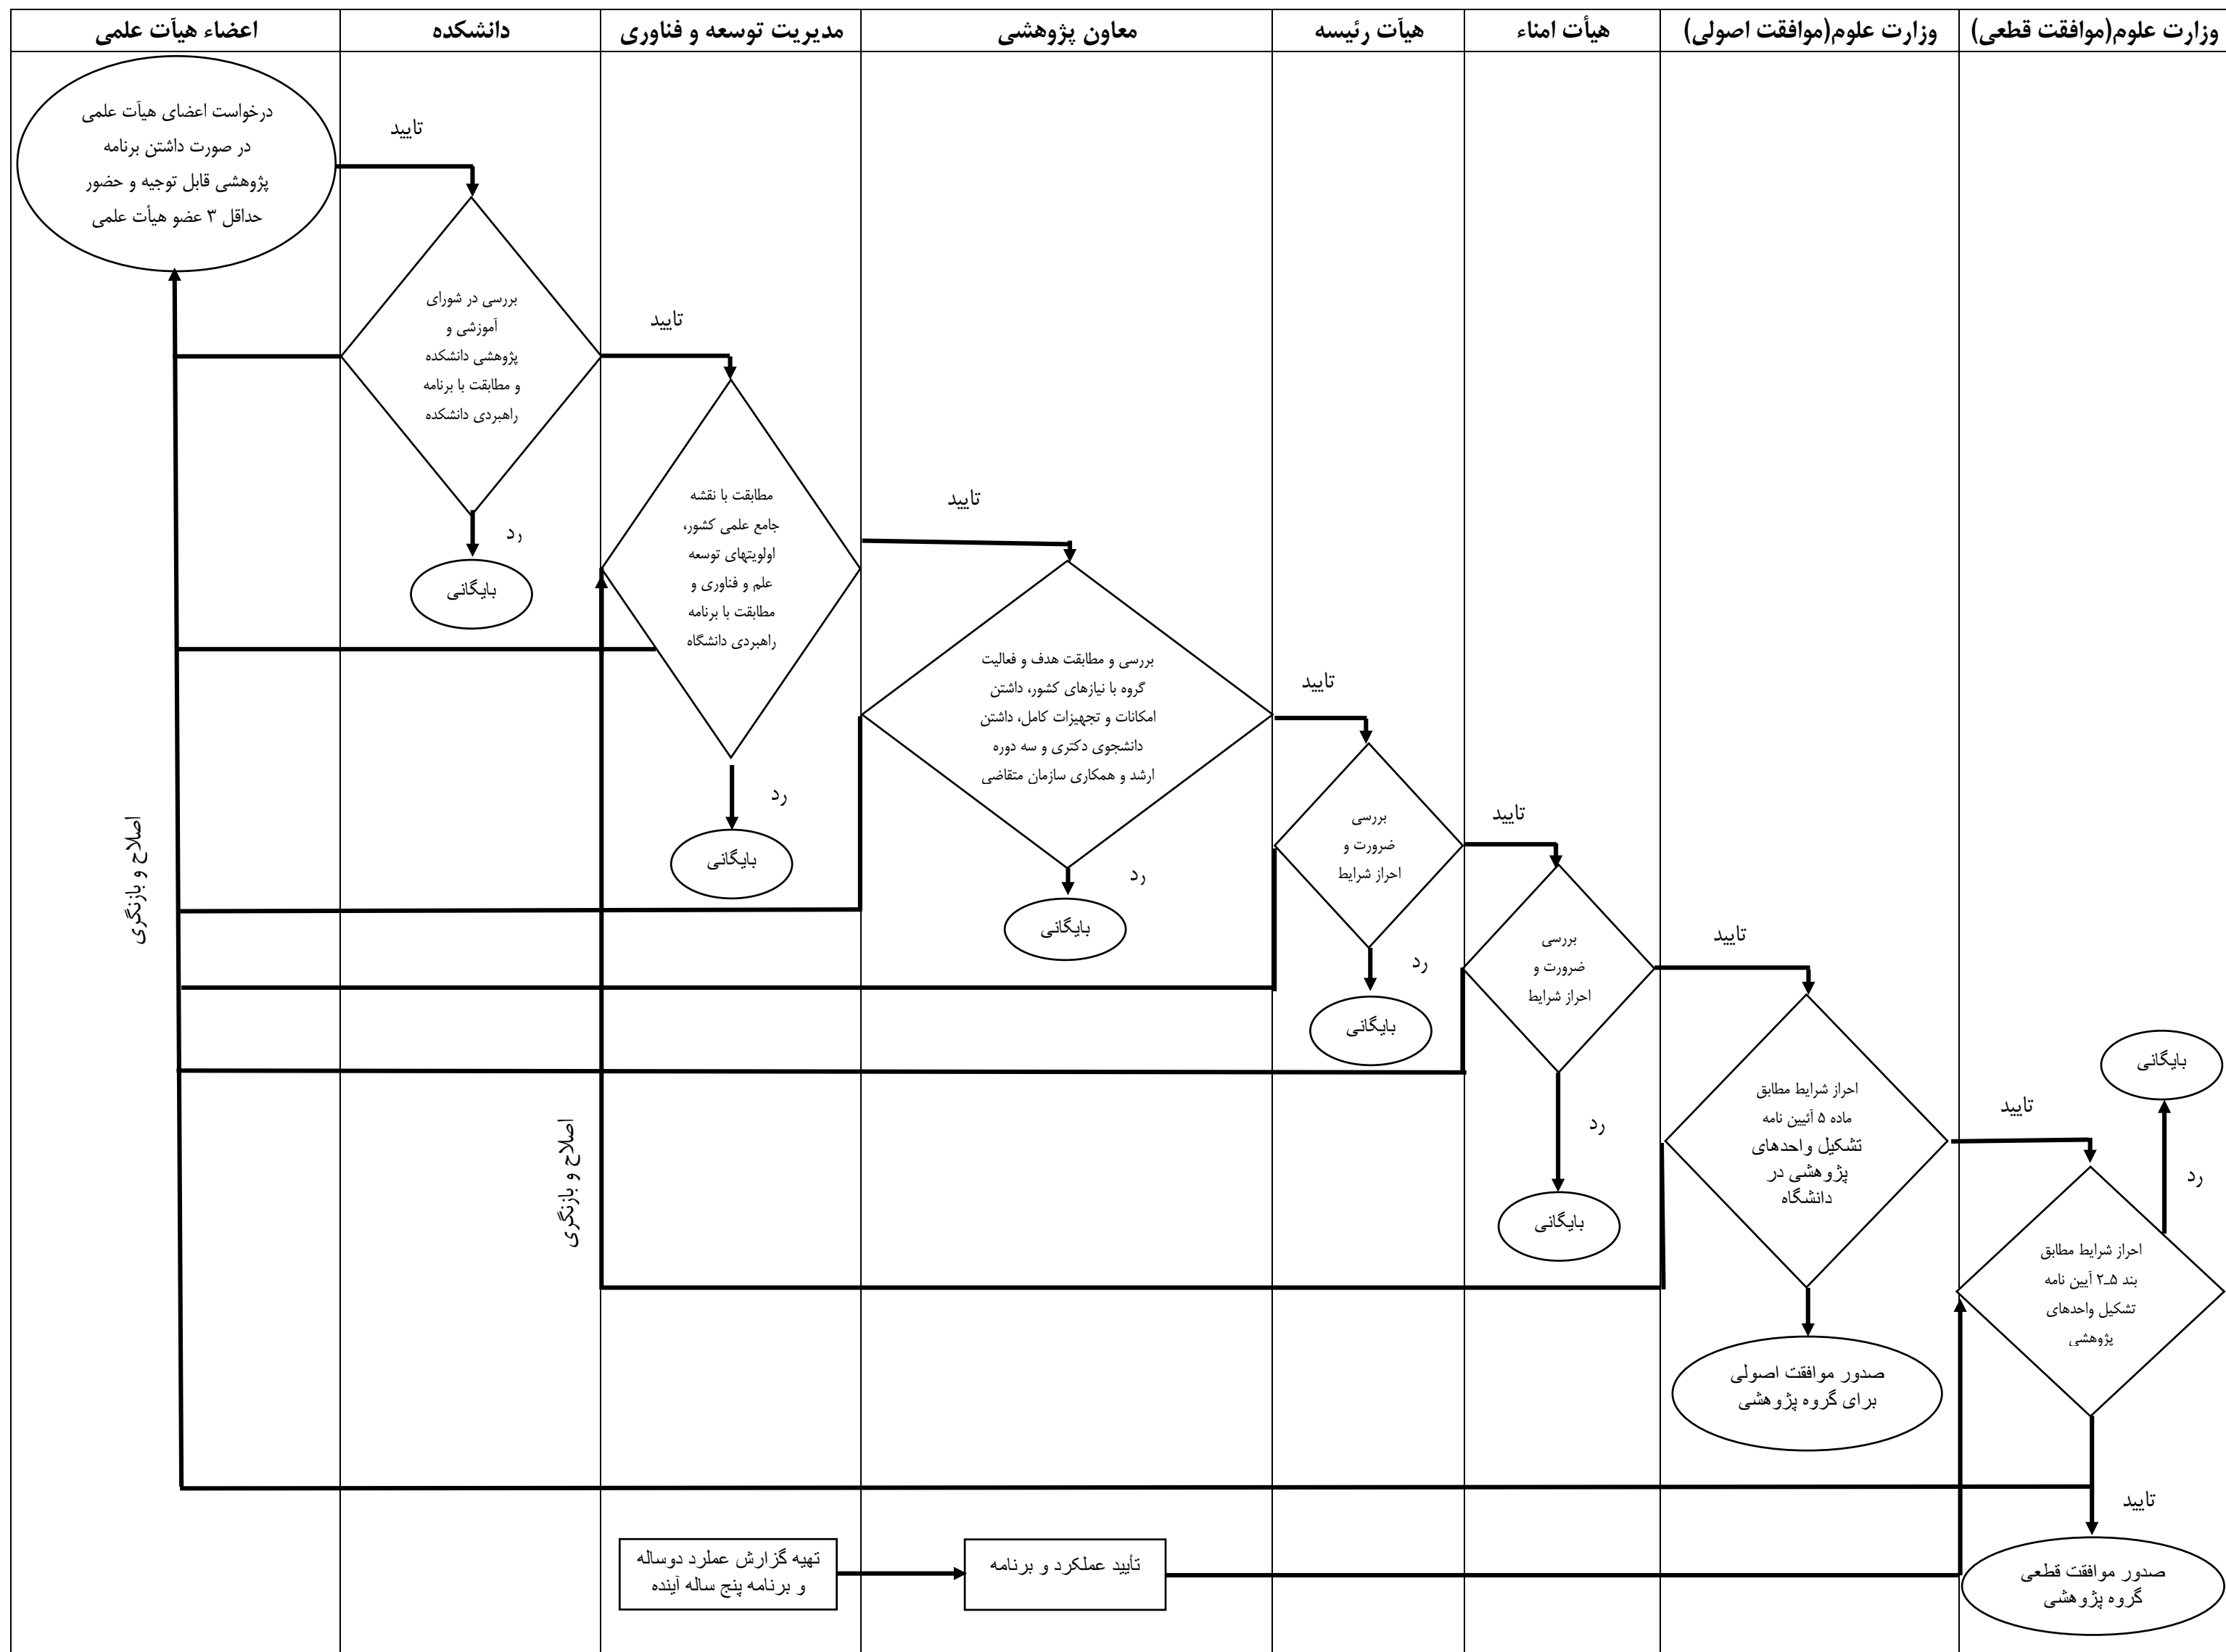 اعضاء هیأت علمی
دانشکده
مدیریت توسعه و فناوری
معاون پژوهشی
هیأت رئیسه
هیأت امناء
وزارت علوم(موافقت اصولی)
وزارت علوم(موافقت قطعی)
درخواست اعضای هیأت علمی
در صورت داشتن برنامه
پژوهشی قابل توجیه و حضور
حداقل ۳ عضو هیأت علمی
تایید
بررسی در شورای
آموزشی و
پژوهشی دانشکده
و مطابقت با برنامه
راهبردی دانشکده
رد
بایگانی
تایید
مطابقت با نقشه
جامع علمی کشور،
اولویتهای توسعه
علم و فناوری و
مطابقت با برنامه
راهبردی دانشگاه
رد
بایگانی
تایید
بررسی و مطابقت هدف و فعالیت
گروه با نیازهای کشور، داشتن
امکانات و تجهیزات کامل، داشتن
دانشجوی دکتری و سه دوره
ارشد و همکاری سازمان متقاضی
رد
بایگانی
تایید
بررسی
ضرورت و
احراز شرایط
رد
بایگانی
تایید
بررسی
ضرورت و
احراز شرایط
رد
بایگانی
تایید
احراز شرایط مطابق
ماده ۵ آئین نامه
تشکیل واحدهای
پژوهشی در
دانشگاه
صدور موافقت اصولی
برای گروه پژوهشی
تایید
بایگانی
رد
احراز شرایط مطابق
بند ۵ـ۲ آیین نامه
تشکیل واحدهای
پژوهشی
تایید
صدور موافقت قطعی
گروه پژوهشی
اصلاح و بازنگری
اصلاح و بازنگری
تهیه گزارش عملرد دوساله
و برنامه پنج ساله آینده
تأیید عملکرد و برنامه